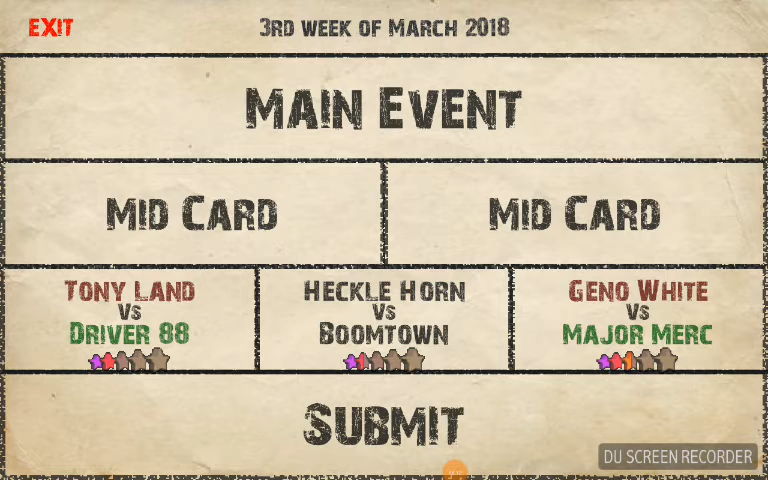 EXIT
3RD WEEK OF MARCH 2018
MAIN EVENT
MID CARD
MID CARD
TONY LAND
VS
DRIVER 88
HECKLE HORN
VS
BOOMTOWN
GENO WHITE
VS
MAJOR MERC
SUBMIT
DU SCREEN RECORDER